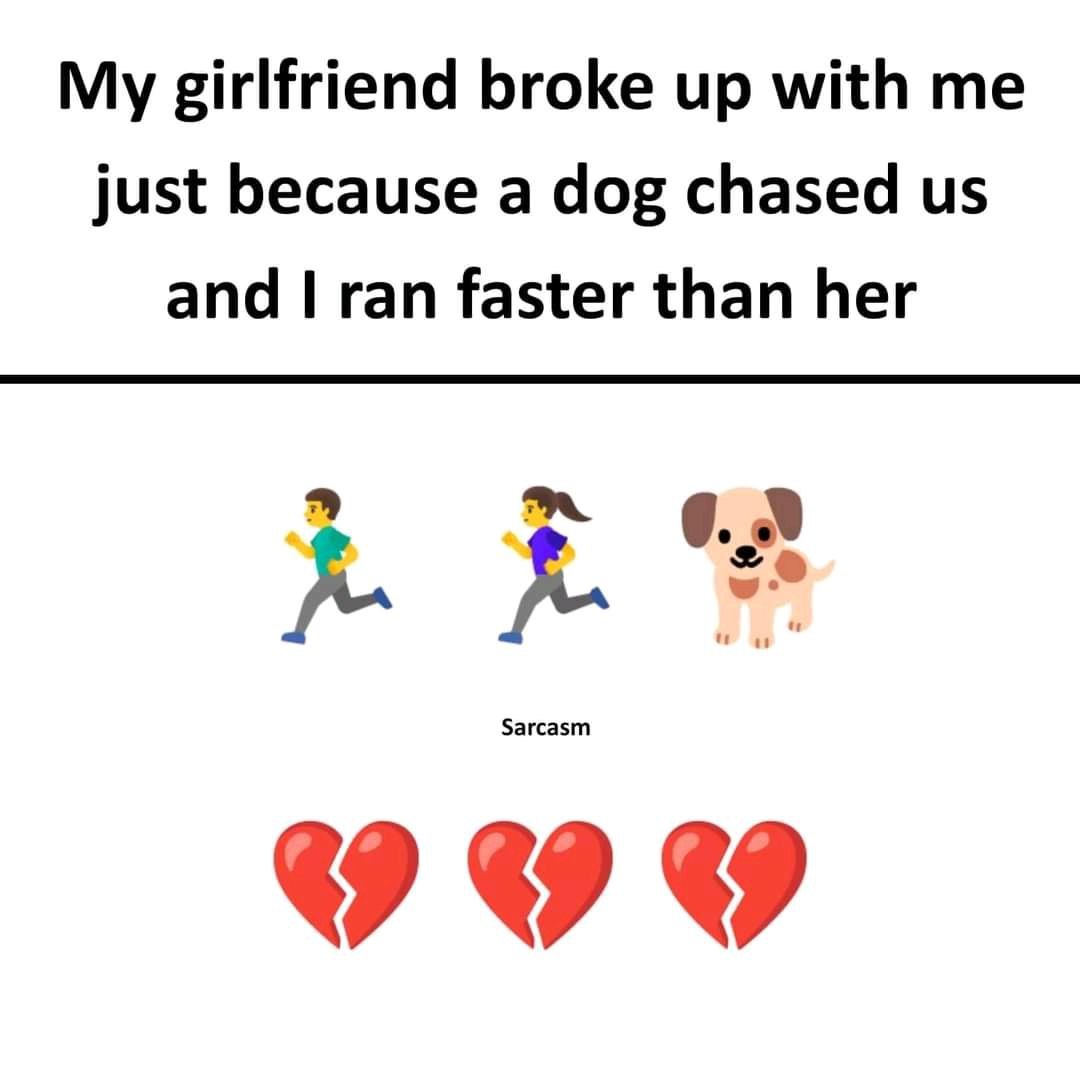 My girlfriend broke up with me
just because a dog chased us
and I ran faster than her
Sarcasm